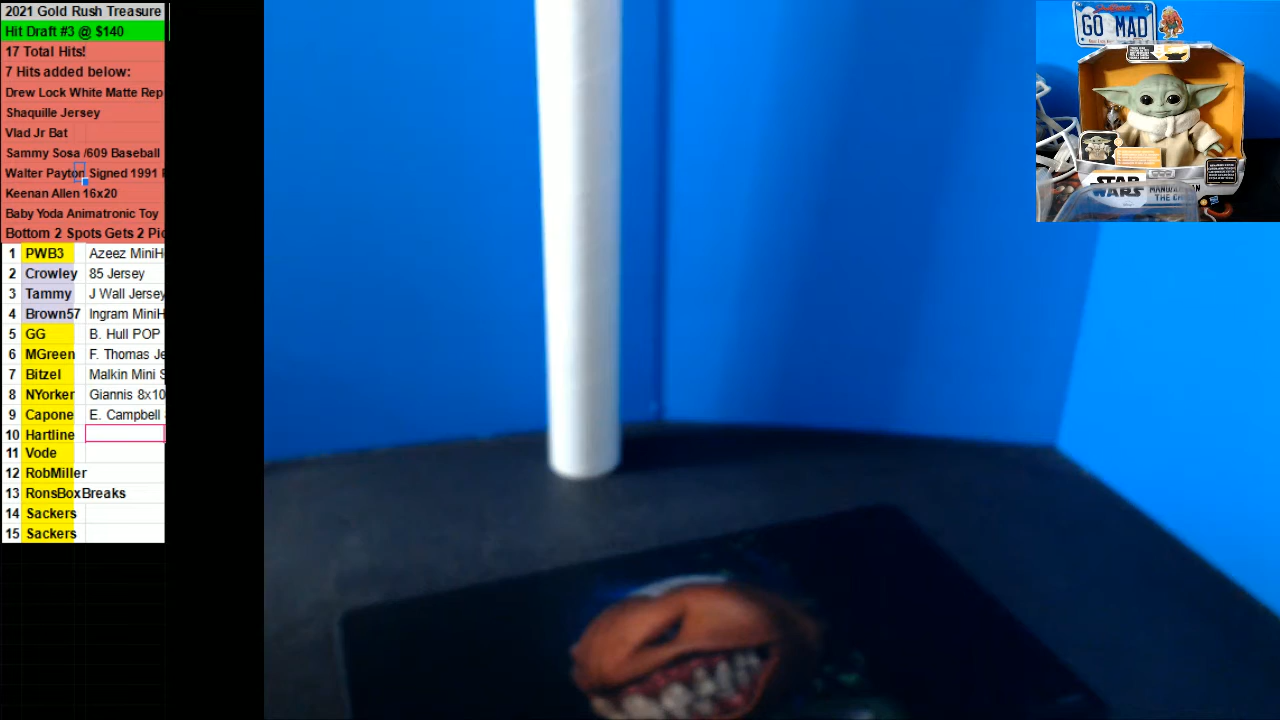 2021 Gold Rush Treasure
Hit Draft #3 @ $140
17 Total Hits!
7 Hits added below:
Drew Lock White Matte Rep
Shaquille Jersey
Vlad Jr Bat
Sammy Sosa /609 Baseball
Walter Payton Signed 1991
Keenan Allen 16x20
Baby Yoda Animatronic Toy
Bottom 2 Spots Gets 2 Pic
1 PWB3 Azeez MiniH
2 Crowley 85 Jersey
3 Tammy J Wall Jersey
4 Brown57 Ingram MiniH
5 GG B. Hull POP
6 MGreen F. Thomas Je
7 Bitzel Malkin Mini S
8 NYorker Giannis 8x10
9 Capone E. Campbell
10 Hartline
11 Vode
12 RobMiller
13 RonsBoxBreaks
14 Sackers
15 Sackers
GO MAD
STAR
WARS
THE